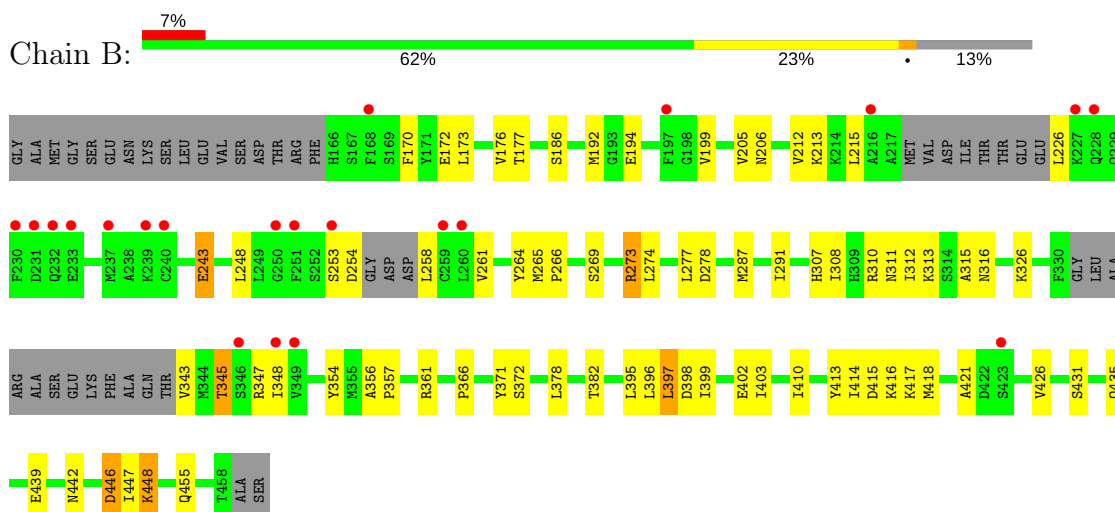 7%
Chain B:
62% 23% • 13%
GLY ALA MET GLY SER GLU ASN LYS SER LEU GLU VAL SER ASP THR ARG PHE H166 S167 F168 S169 F170 Y171 E172 L173 V176 T177 S186 M192 G193 E194 F197 G198 V199 V205 N206 V212 K213 K214 L215 A216 A217 MET VAL ASP ILE THR THR GLU GLU L226 K227 Q228 Q229
F230 D231 Q232 E233 M237 A238 K239 C240 E243 L248 L249 G250 F251 S252 S253 D254 GLY ASP ASP L258 C259 L260 V261 Y264 M265 P266 S269 R273 L274 L277 D278 M287 I291 H307 I308 H309 R310 N311 I312 K313 S314 A315 N316 K326 F330 GLY LEU ALA
ARG ALA SER GLU LYS PHE ALA GLN THR V343 M344 T345 S346 R347 I348 V349 Y354 M355 A356 P357 R361 P366 Y371 S372 L378 T382 L395 L396 L397 D398 I399 E402 I403 I410 Y413 I414 D415 K416 K417 M418 A421 D422 S423 V426 S431
E439 N442 D446 I447 K448 Q455 T458 ALA SER